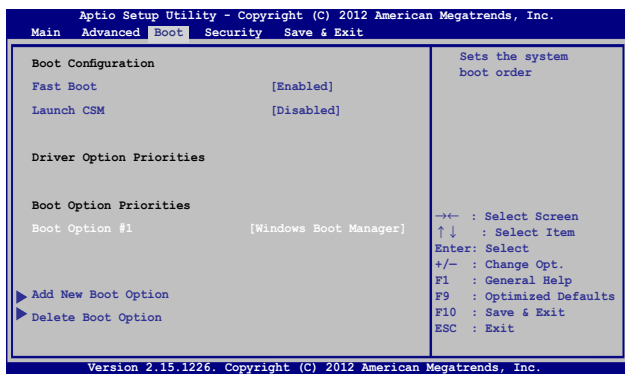 Aptio Setup Utility - Copyright (C) 2012 American Megatrends, Inc.
Main Advanced Boot Security Save & Exit
Boot Configuration
Fast Boot [Enabled]
Launch CSM [Disabled]
Driver Option Priorities
Boot Option Priorities
Boot Option #1 [Windows Boot Manager]
Add New Boot Option
Delete Boot Option
Sets the system
boot order
→← : Select Screen
↑↓ : Select Item
Enter: Select
+/— : Change Opt.
F1 : General Help
F9 : Optimized Defaults
F10 : Save & Exit
ESC : Exit
Version 2.15.1226. Copyright (C) 2012 American Megatrends, Inc.